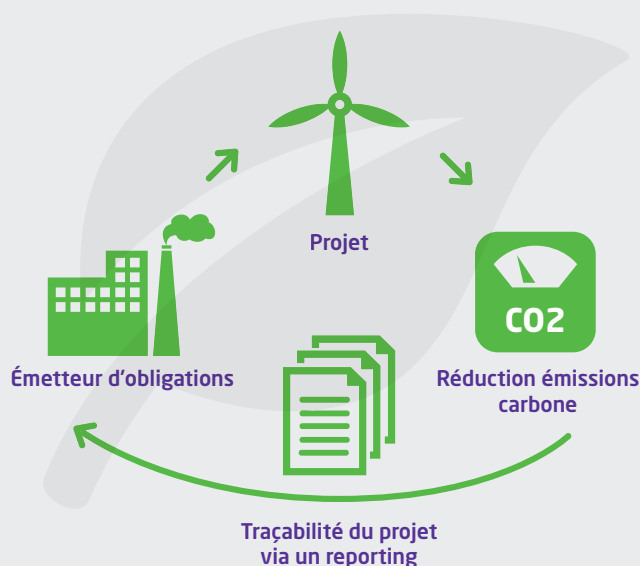 Projet
CO2
Émetteur d'obligations
Réduction émissions
carbone
Traçabilité du projet
via un reporting